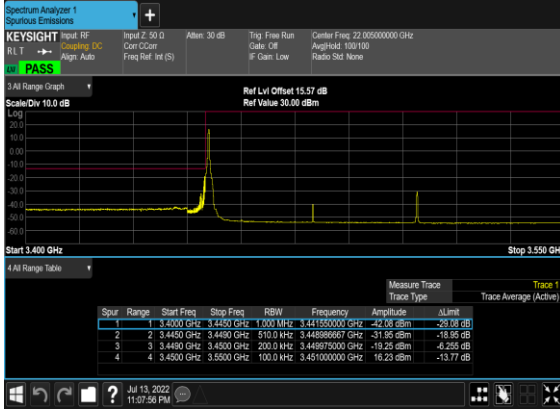 Spectrum Analyzer 1
Spurious Emissions
KEYSIGHT Input: RF Input Z: 50 Ω Atten: 30 dB Trig: Free Run Center Freq: 22.005000000 GHz
RLT Coupling: DC Corr CCorr Gate: Off Avg|Hold: 100/100
Align: Auto Freq Ref: Int (S) IF Gain: Low Radio Std: None
PASS
3 All Range Graph
Ref Lvl Offset 15.57 dB
Scale/Div 10.0 dB Ref Value 30.00 dBm
Log
20.0
10.0
0.00
-10.0
-20.0
-30.0
-40.0
-50.0
-60.0
Start 3.400 GHz Stop 3.550 GH
4 All Range Table
Measure Trace Trace 1
Trace Type Trace Average (Active)
Spur Range Start Freq Stop Freq RBW Frequency Amplitude ΔLimit
1 1 3.4000 GHz 3.4450 GHz 1.000 MHz 3.441550000 GHz -42.08 dBm -29.08 dB
2 2 3.4450 GHz 3.4490 GHz 510.0 kHz 3.448986667 GHz -31.95 dBm -18.95 dB
3 3 3.4490 GHz 3.4500 GHz 200.0 kHz 3.449975000 GHz -19.25 dBm -6.255 dB
4 4 3.4500 GHz 3.5500 GHz 100.0 kHz 3.451000000 GHz 16.23 dBm -13.77 dB
Jul 13, 2022
11:07:56 PM